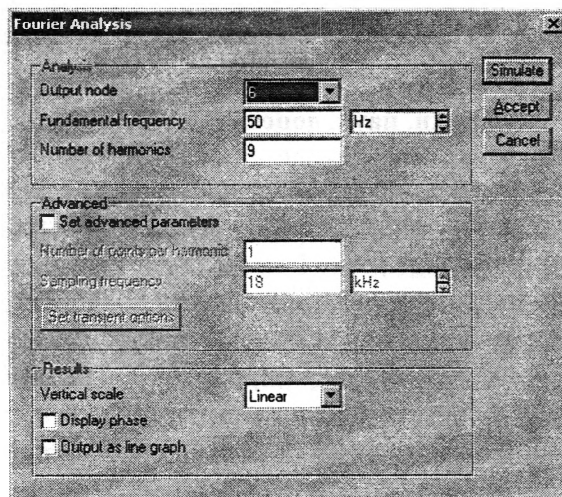 Fourier Analysis
Analysis
Output node 6
Fundamental frequency 50 Hz
Number of harmonics 9
Simulate
Accept
Cancel
Advanced
Set advanced parameters
Number of points per harmonic 1
Sampling frequency 18 kHz
Set transient options
Results
Vertical scale Linear
Display phase
Output as line graph